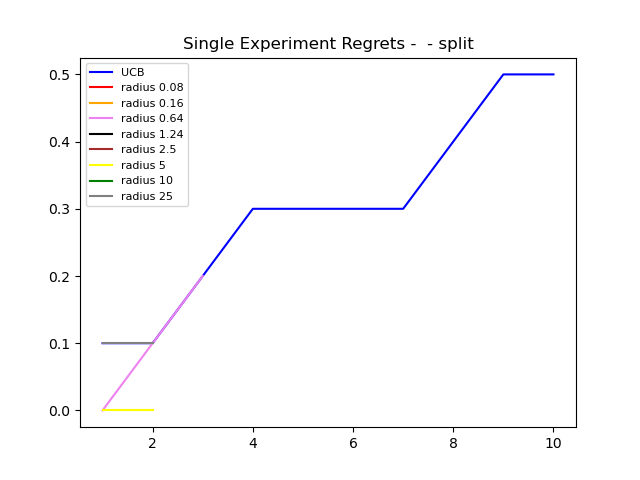 Single Experiment Regrets -  - split
UCB
radius 0.08
radius 0.16
radius 0.64
radius 1.24
radius 2.5
radius 5
radius 10
radius 25
0.5
0.4
0.3
0.2
0.1
0.0
2 4 6 8 10